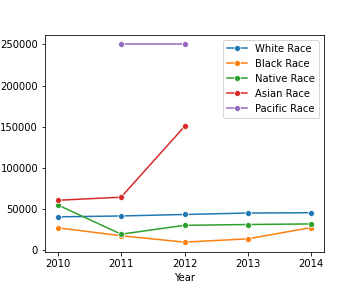 250000
200000
150000
100000
50000
0
2010 2011 2012 2013 2014
Year
White Race
Black Race
Native Race
Asian Race
Pacific Race